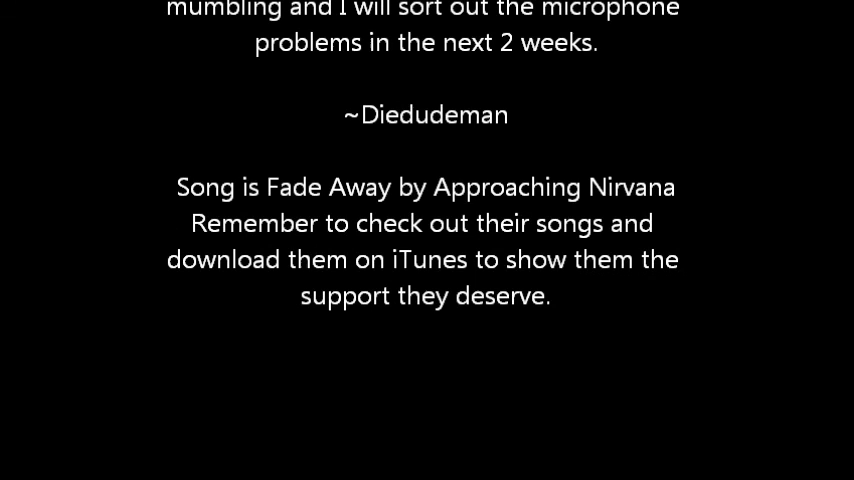 mumbling and I will sort out the microphone
problems in the next 2 weeks.
~Diedudeman
Song is Fade Away by Approaching Nirvana
Remember to check out their songs and
download them on iTunes to show them the
support they deserve.